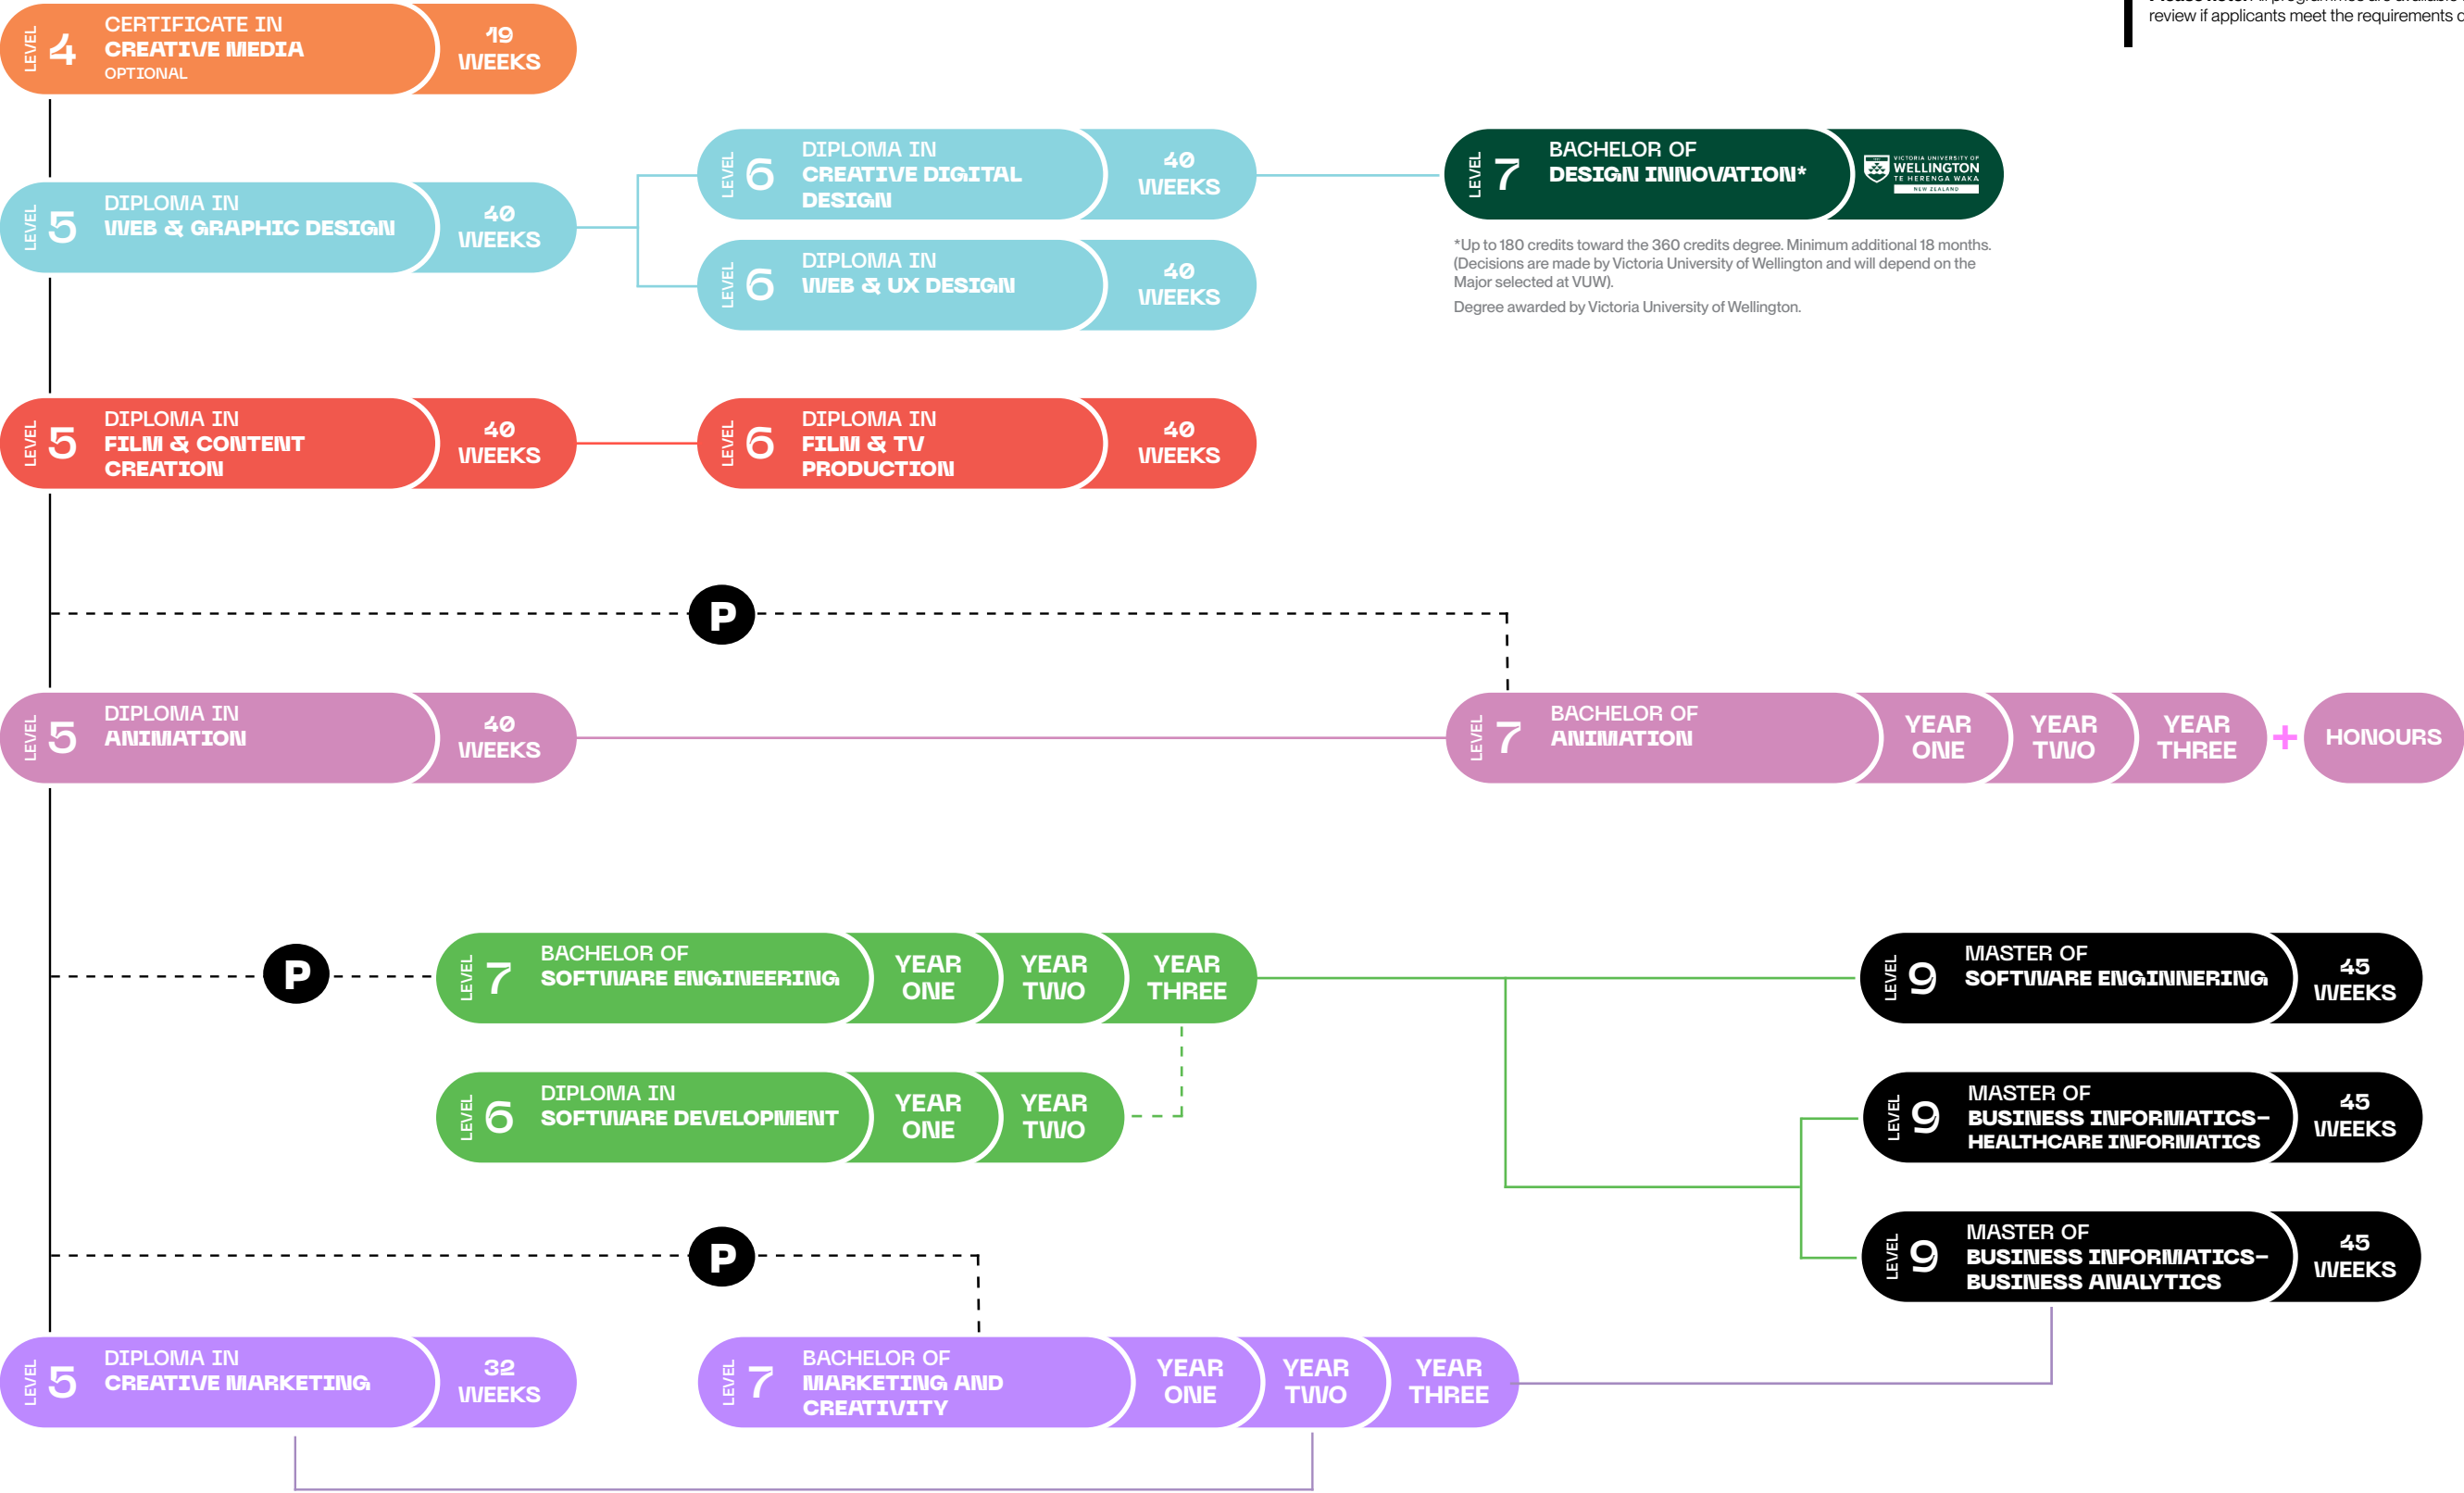 Please note: All programmes are available
review if applicants meet the requirements
LEVEL 4
CERTIFICATE IN
CREATIVE MEDIA
OPTIONAL
19
WEEKS
LEVEL 5
DIPLOMA IN
WEB & GRAPHIC DESIGN
40
WEEKS
LEVEL 6
DIPLOMA IN
CREATIVE DIGITAL
DESIGN
40
WEEKS
LEVEL 7
BACHELOR OF
DESIGN INNOVATION*
VICTORIA UNIVERSITY OF
WELLINGTON
TE HERENGA WAKA
NEW ZEALAND
LEVEL 6
DIPLOMA IN
WEB & UX DESIGN
40
WEEKS
*Up to 180 credits toward the 360 credits degree. Minimum additional 18 months.
(Decisions are made by Victoria University of Wellington and will depend on the
Major selected at VUW).
Degree awarded by Victoria University of Wellington.
LEVEL 5
DIPLOMA IN
FILM & CONTENT
CREATION
40
WEEKS
LEVEL 6
DIPLOMA IN
FILM & TV
PRODUCTION
40
WEEKS
P
LEVEL 5
DIPLOMA IN
ANIMATION
40
WEEKS
LEVEL 7
BACHELOR OF
ANIMATION
YEAR
ONE
YEAR
TWO
YEAR
THREE
+
HONOURS
P
LEVEL 7
BACHELOR OF
SOFTWARE ENGINEERING
YEAR
ONE
YEAR
TWO
YEAR
THREE
LEVEL 9
MASTER OF
SOFTWARE ENGINNERING
45
WEEKS
LEVEL 6
DIPLOMA IN
SOFTWARE DEVELOPMENT
YEAR
ONE
YEAR
TWO
LEVEL 9
MASTER OF
BUSINESS INFORMATICS–
HEALTHCARE INFORMATICS
45
WEEKS
P
LEVEL 9
MASTER OF
BUSINESS INFORMATICS–
BUSINESS ANALYTICS
45
WEEKS
LEVEL 5
DIPLOMA IN
CREATIVE MARKETING
32
WEEKS
LEVEL 7
BACHELOR OF
MARKETING AND
CREATIVITY
YEAR
ONE
YEAR
TWO
YEAR
THREE